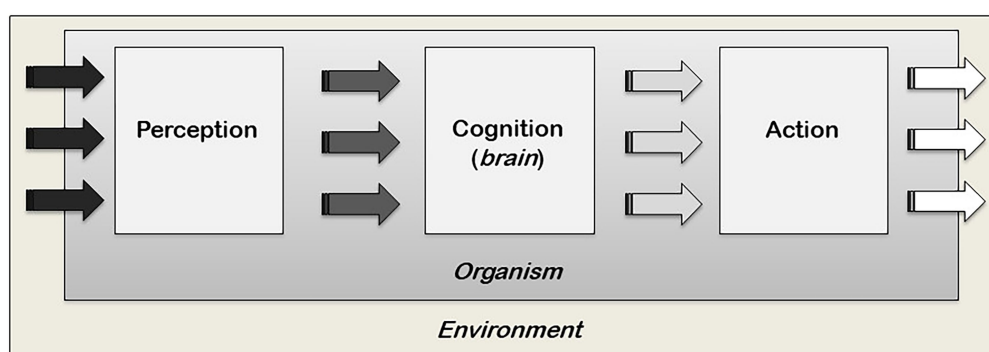 Perception
Cognition
(brain)
Action
Organism
Environment